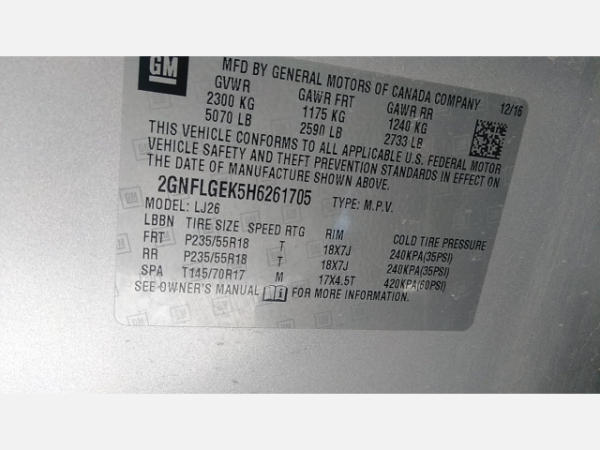 GM
MFD BY GENERAL MOTORS OF CANADA COMPANY 12/16
GVWR GAWR FRT GAWR RR
2300 KG 1175 KG 1240 KG
5070 LB 2590 LB 2733 LB
THIS VEHICLE CONFORMS TO ALL APPLICABLE U.S. FEDERAL MOTOR
VEHICLE SAFETY AND THEFT PREVENTION STANDARDS IN EFFECT ON
THE DATE OF MANUFACTURE SHOWN ABOVE.
2GNFLGEK5H6261705 TYPE: M.P.V.
MODEL: LJ26
LBBN TIRE SIZE SPEED RTG RIM COLD TIRE PRESSURE
FRT P235/55R18 T 18X7J 240KPA(35PSI)
RR P235/55R18 T 18X7J 240KPA(35PSI)
SPA T145/70R17 M 17X4.5T 420KPA(60PSI)
SEE OWNER'S MANUAL FOR MORE INFORMATION.